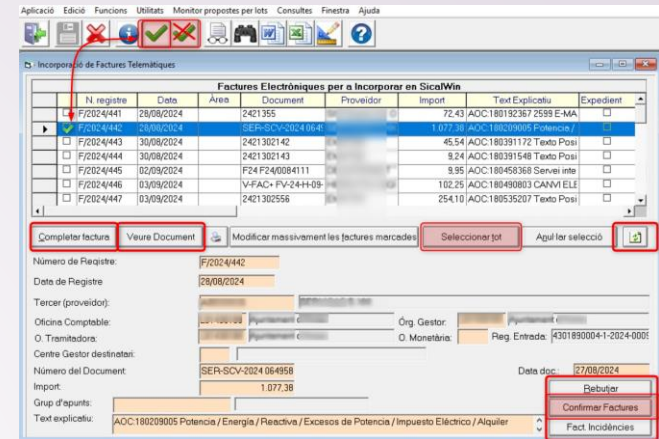 Aplicació Edició Funcions Utilitats Monitor propostes per lots Consultes Finestra Ajuda
- Incorporació de Factures Telemàtiques
Factures Electròniques per a Incorporar en SicalWin
N. registre Data Àrea Document Proveidor Import Text Explicatiu Expedient
F/2024/441 28/08/2024 2421355 72,43 AOC:180192367 2599 E-MA
F/2024/442 28/08/2024 SER-SCV-2024 0649 1.077,38 AOC:180209005 Potencia /
F/2024/443 30/08/2024 2421302142 45,54 AOC:180391172 Texto Posi
F/2024/444 30/08/2024 2421302143 9,24 AOC:180391548 Texto Posi
F/2024/445 02/09/2024 F24 F24/0084111 9,95 AOC:180458368 Servei inte
F/2024/446 03/09/2024 V-FAC+ FV-24-H-09- 102,25 AOC:180490803 CANVI ELE
F/2024/447 03/09/2024 2421302556 254,10 AOC:180535207 Texto Posi
Completar factura Veure Document Modificar massivament les factures marcades Seleccionar tot Anul·lar selecció
Número de Registre: F/2024/442
Data de Registre 28/08/2024
Tercer (proveidor):
Oficina Comptable: Ajuntament Òrg. Gestor: Ajuntament
O. Tramitadora: Ajuntament O. Monetària: Reg. Entrada: 4301890004-1-2024-0005
Centre Gestor destinatari:
Número del Document: SER-SCV-2024 064958 Data doc.: 27/08/2024
Import: 1.077,38 Rebutjar
Grup d'apunts: Confirmar Factures
Text explicatiu: AOC:180209005 Potencia / Energía / Reactiva / Excesos de Potencia / Impuesto Eléctrico / Alquiler Fact. Incidències